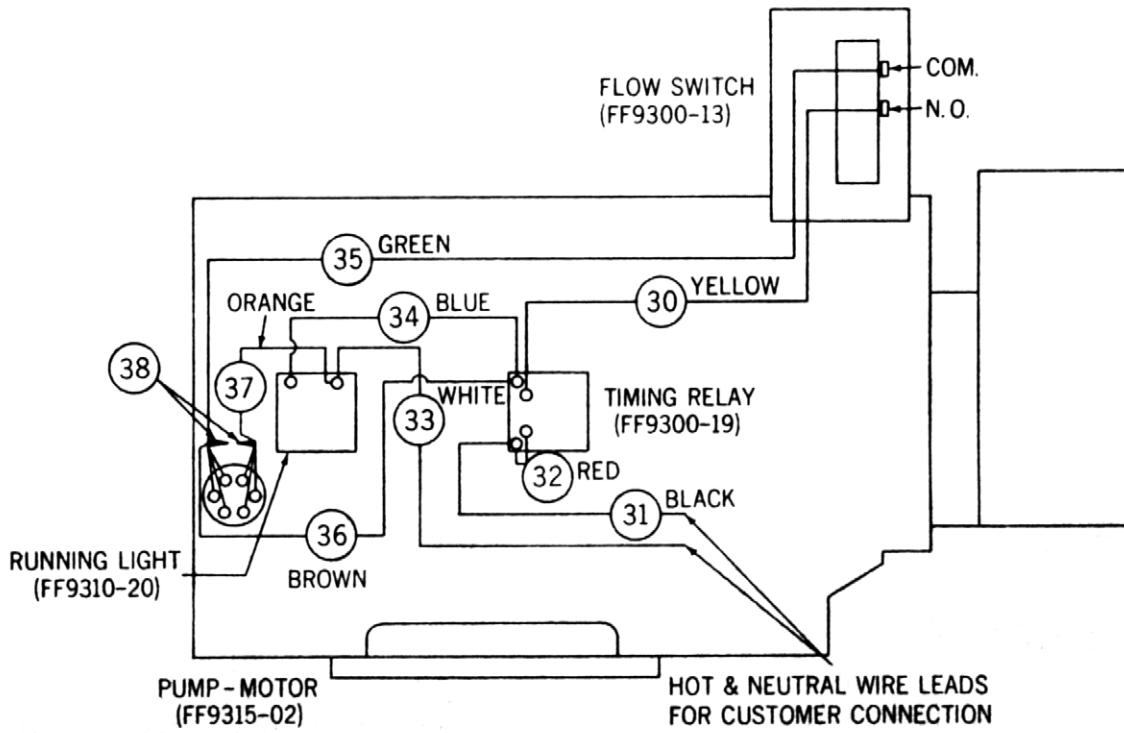 FLOW SWITCH
(FF9300-13)
COM.
N.O.
35 GREEN
30 YELLOW
ORANGE
34 BLUE
38
37
WHITE
33
TIMING RELAY
(FF9300-19)
32 RED
31 BLACK
36
BROWN
RUNNING LIGHT
(FF9310-20)
PUMP-MOTOR
(FF9315-02)
HOT & NEUTRAL WIRE LEADS
FOR CUSTOMER CONNECTION